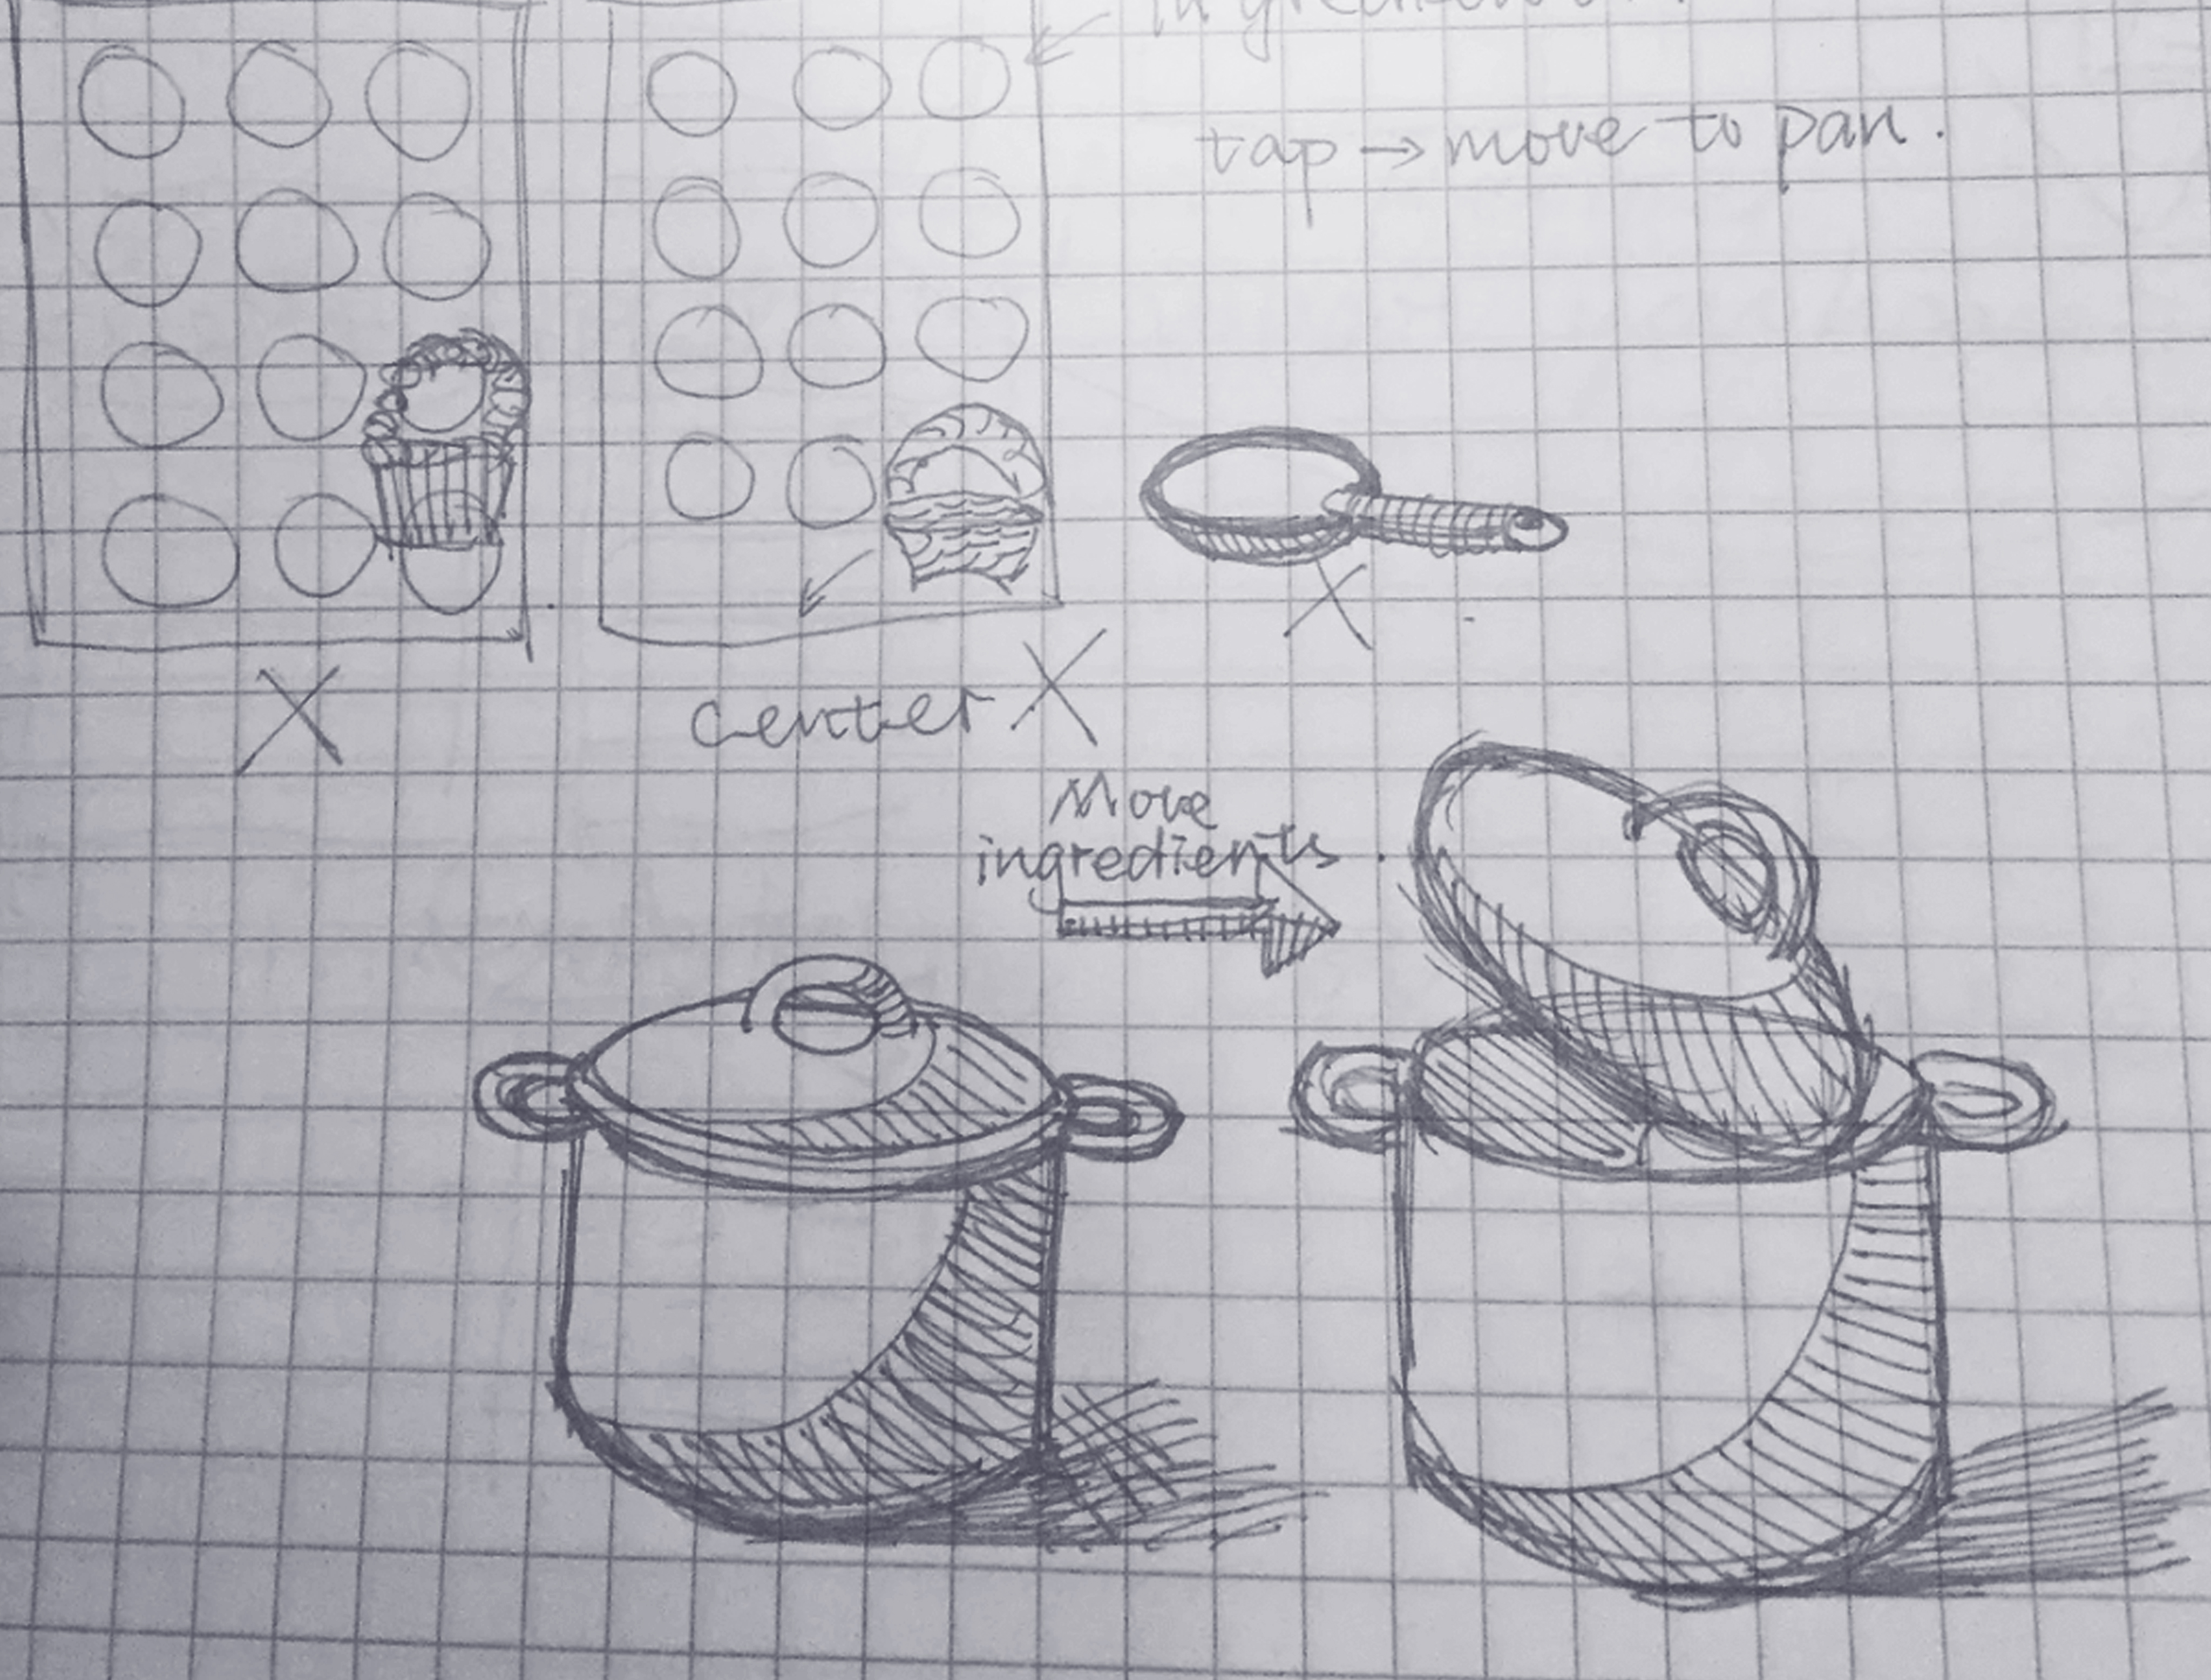 tap → move to pan.
center X
Move
ingredients.